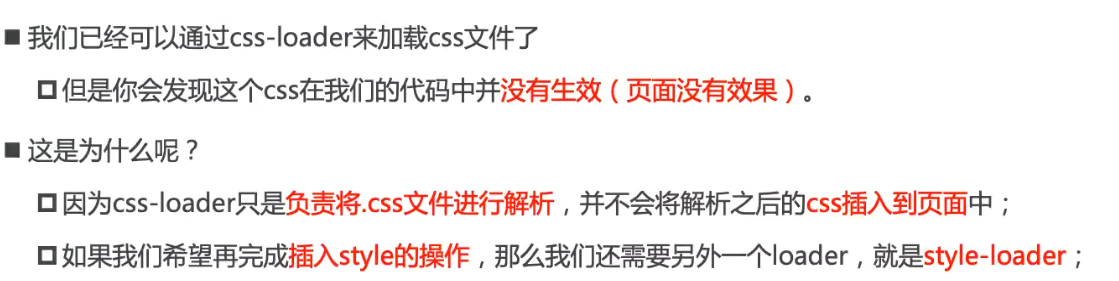 我们已经可以通过css-loader来加载css文件了
但是你会发现这个css在我们的代码中并没有生效（页面没有效果）。
这是为什么呢？
因为css-loader只是负责将.css文件进行解析，并不会将解析之后的css插入到页面中；
如果我们希望再完成插入style的操作，那么我们还需要另外一个loader，就是style-loader；